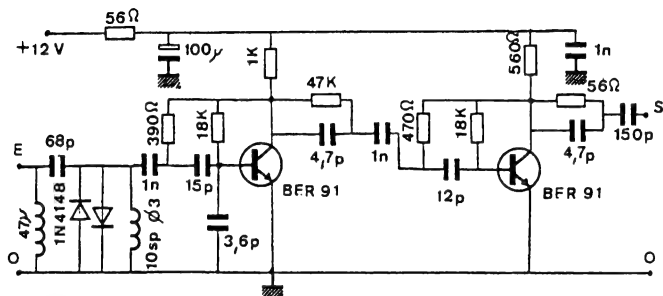 56Ω
+12 V
100µ
1K
560Ω
1n
47K
56Ω
S
390Ω
18K
470Ω
18K
4,7p
150p
E
68p
4,7p
1n
1n
15p
BFR 91
12p
BFR 91
47µ
1N4148
10sp Ø3
3,6p
O
O